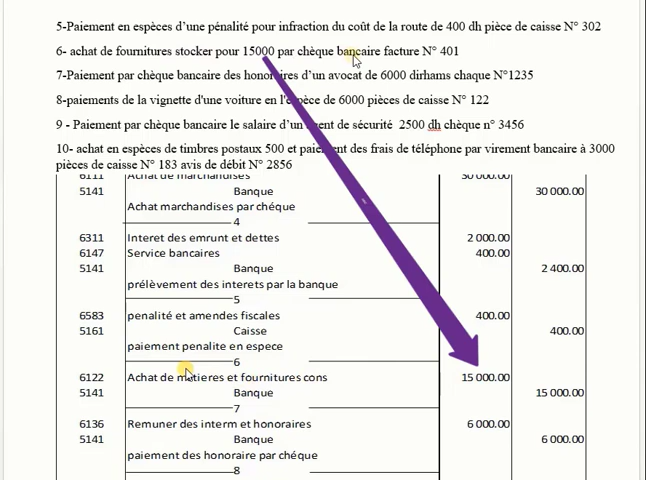 5-Paiement en espèces d'une pénalité pour infraction du coût de la route de 400 dh pièce de caisse N° 302
6- achat de fournitures stocker pour 15000 par chèque bancaire facture N° 401
7-Paiement par chèque bancaire des honoraires d'un avocat de 6000 dirhams chaque N°1235
8-paiements de la vignette d'une voiture en l'espèce de 6000 pièces de caisse N° 122
9 - Paiement par chèque bancaire le salaire d'un agent de sécurité 2500 dh chèque n° 3456
10- achat en espèces de timbres postaux 500 et paiement des frais de téléphone par virement bancaire à 3000
pièces de caisse N° 183 avis de débit N° 2856
6111 Achat de marchandises 30 000.00
5141 Banque 30 000.00
Achat marchandises par chéque
4
6311 Interet des emrunt et dettes 2 000.00
6147 Service bancaires 400.00
5141 Banque 2 400.00
prélèvement des interets par la banque
5
6583 penalité et amendes fiscales 400.00
5161 Caisse 400.00
paiement penalite en espece
6
6122 Achat de matieres et fournitures cons 15 000.00
5141 Banque 15 000.00
7
6136 Remuner des interm et honoraires 6 000.00
5141 Banque 6 000.00
paiement des honoraire par chéque
8